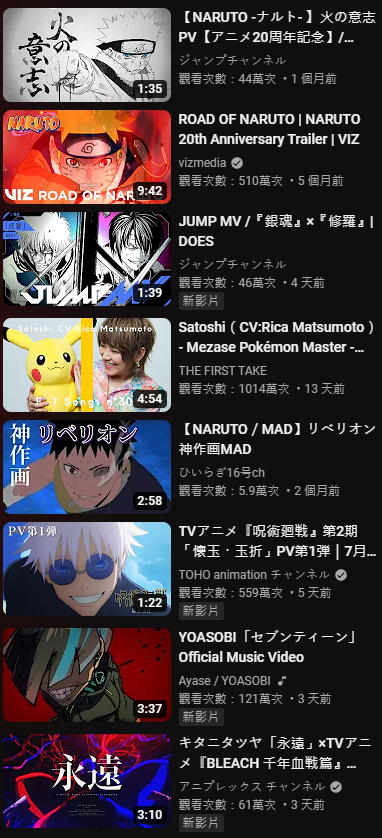 火の
意志
1:35
【NARUTO -ナルト- 】火の意志
PV【アニメ20周年記念】/...
ジャンプチャンネル
觀看次數：44萬次 ・1 個月前
NARUTO
VIZ ROAD OF NAR
9:42
ROAD OF NARUTO | NARUTO
20th Anniversary Trailer | VIZ
vizmedia
觀看次數：510萬次 ・5 個月前
『修羅』
JUMP MV
1:39
JUMP MV /『銀魂』×『修羅』|
DOES
ジャンプチャンネル
觀看次數：46萬次 ・4 天前
新影片
Satoshi CV:Rica Matsumoto
4:54
Satoshi（CV:Rica Matsumoto）
- Mezase Pokémon Master -...
THE FIRST TAKE
觀看次數：1014萬次 ・13 天前
神作画
リベリオン
2:58
【NARUTO / MAD】リベリオン
神作画MAD
ひいらぎ16号ch
觀看次數：5.9萬次 ・2 個月前
PV第1弾
1:22
TVアニメ『呪術廻戦』第2期
「懐玉・玉折」PV第1弾｜7月...
TOHO animation チャンネル
觀看次數：559萬次 ・5 天前
新影片
3:37
YOASOBI「セブンティーン」
Official Music Video
Ayase / YOASOBI
觀看次數：121萬次 ・3 天前
新影片
永遠
3:10
キタニタツヤ「永遠」×TVアニ
メ『BLEACH 千年血戦篇』...
アニプレックス チャンネル
觀看次數：61萬次 ・3 天前
新影片